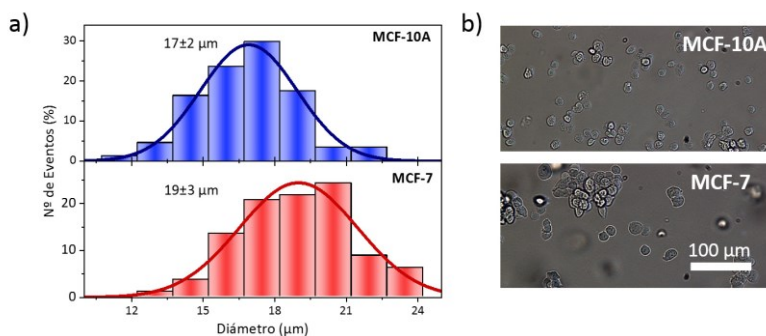 a)
17±2 µm
MCF-10A
30
20
10
0
Nº de Eventos (%)
19±3 µm
MCF-7
20
10
0
12 15 18 21 24
Diámetro (µm)
b)
MCF-10A
MCF-7
100 µm